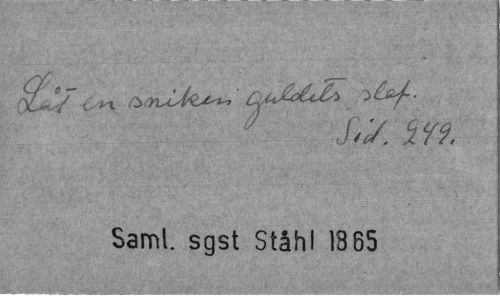 Låt en sniken guldets slaf.
Sid. 249.
Saml. sgst Ståhl 1865